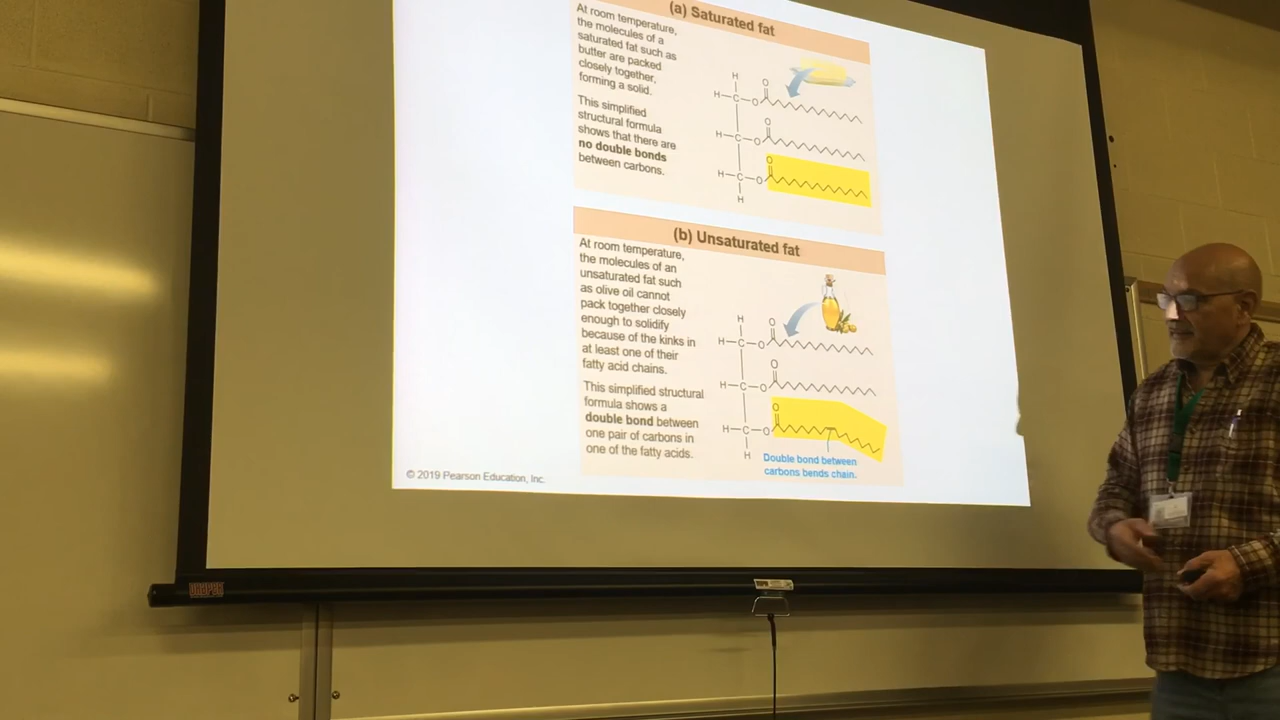 (a) Saturated fat
At room temperature,
the molecules of a
saturated fat such as
butter are packed
closely together,
forming a solid.
This simplified
structural formula
shows that there are
no double bonds
between carbons.
H
O
H—C—O
O
H—C—O
O
H—C—O
H
(b) Unsaturated fat
At room temperature,
the molecules of an
unsaturated fat such
as olive oil cannot
pack together closely
enough to solidify
because of the kinks in
at least one of their
fatty acid chains.
This simplified structural
formula shows a
double bond between
one pair of carbons in
one of the fatty acids.
H
O
H—C—O
O
H—C—O
O
H—C—O
H
Double bond between
carbons bends chain.
© 2019 Pearson Education, Inc.
DRAPER